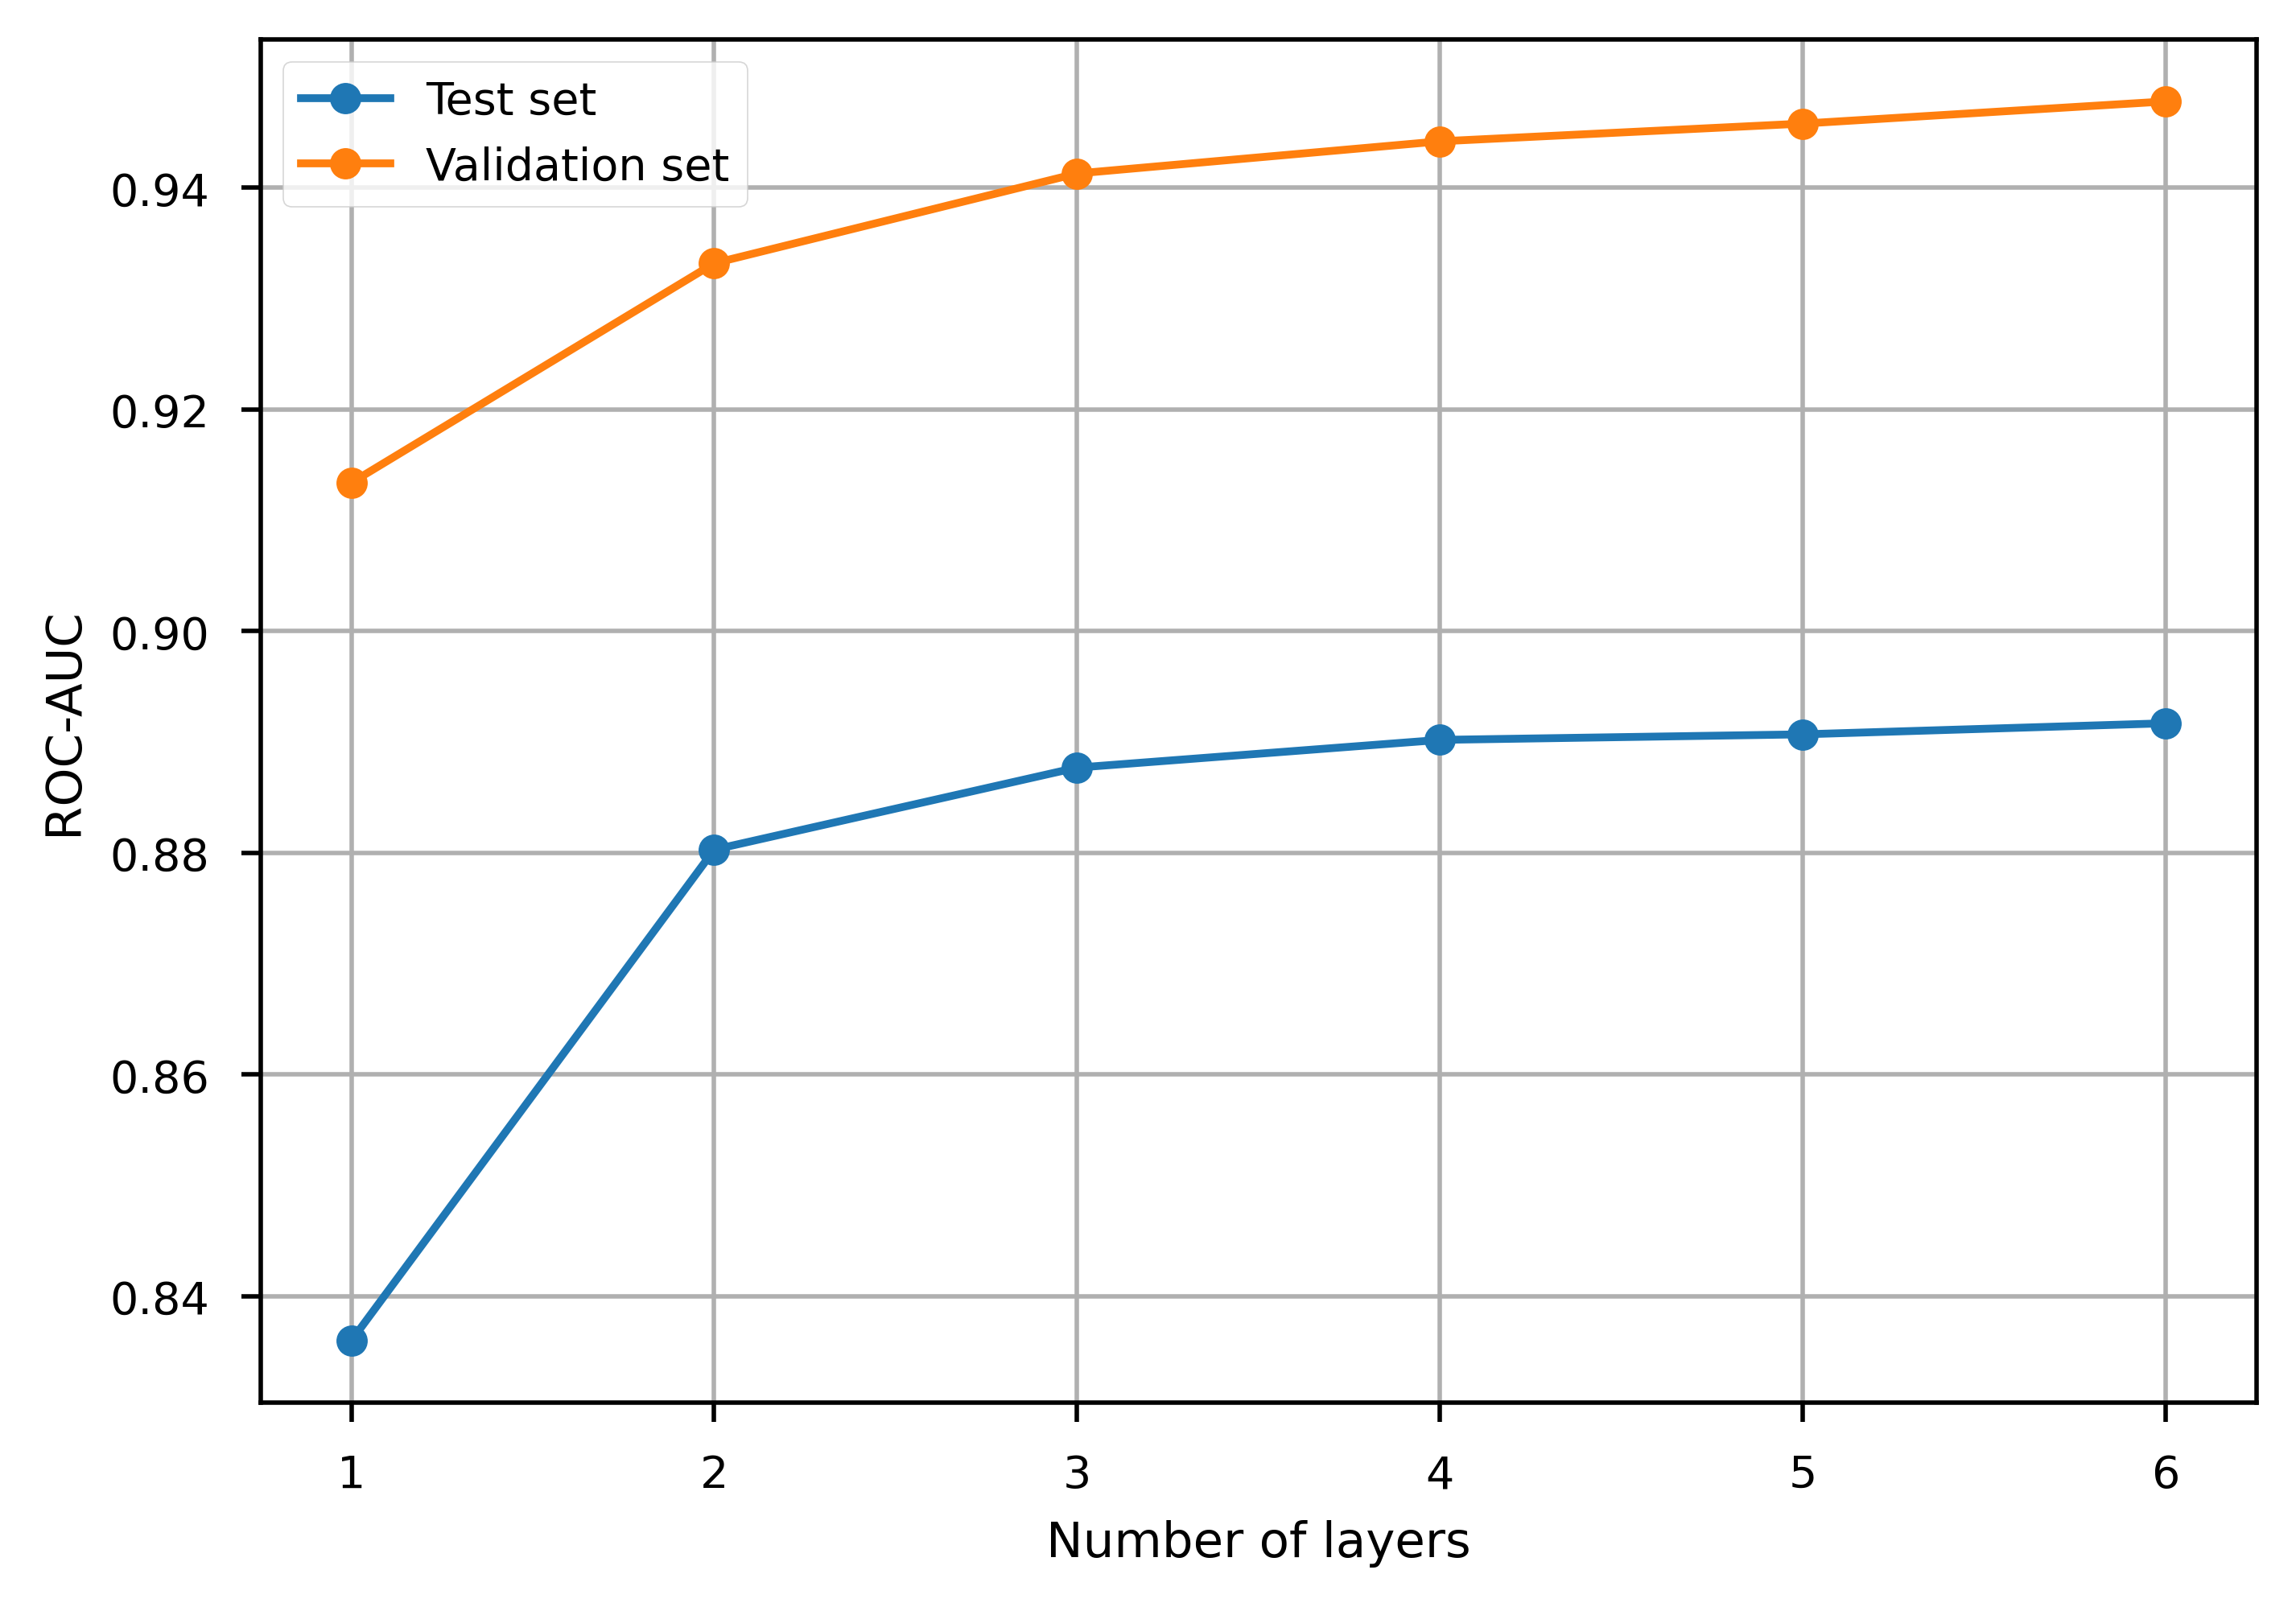 Test set
Validation set
0.94
0.92
0.90
0.88
0.86
0.84
ROC-AUC
1 2 3 4 5 6
Number of layers